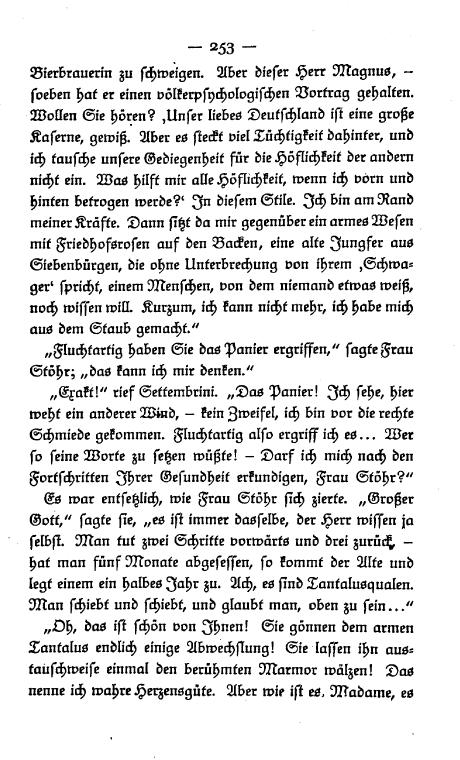 — 253 —
Bierbrauerin zu schweigen. Aber dieser Herr Magnus, –
soeben hat er einen völkerpsychologischen Vortrag gehalten.
Wollen Sie hören? ‚Unser liebes Deutschland ist eine große
Kaserne, gewiß. Aber es steckt viel Tüchtigkeit dahinter, und
ich tausche unsere Gediegenheit für die Höflichkeit der andern
nicht ein. Was hilft mir alle Höflichkeit, wenn ich vorn und
hinten betrogen werde?‘ In diesem Stile. Ich bin am Rand
meiner Kräfte. Dann sitzt da mir gegenüber ein armes Wesen
mit Friedhofsrosen auf den Backen, eine alte Jungfer aus
Siebenbürgen, die ohne Unterbrechung von ihrem ‚Schwa-
ger‘ spricht, einem Menschen, von dem niemand etwas weiß,
noch wissen will. Kurzum, ich kann nicht mehr, ich habe mich
aus dem Staub gemacht.“
„Fluchtartig haben Sie das Panier ergriffen,“ sagte Frau
Stöhr; „das kann ich mir denken.“
„Exakt!“ rief Settembrini. „Das Panier! Ich sehe, hier
weht ein anderer Wind, – kein Zweifel, ich bin vor die rechte
Schmiede gekommen. Fluchtartig also ergriff ich es... Wer
so seine Worte zu setzen wüßte! – Darf ich mich nach den
Fortschritten Ihrer Gesundheit erkundigen, Frau Stöhr?“
Es war entsetzlich, wie Frau Stöhr sich zierte. „Großer
Gott,“ sagte sie, „es ist immer dasselbe, der Herr wissen ja
selbst. Man tut zwei Schritte vorwärts und drei zurück, –
hat man fünf Monate abgesessen, so kommt der Alte und
legt einem ein halbes Jahr zu. Ach, es sind Tantalusqualen.
Man schiebt und schiebt, und glaubt man, oben zu sein...“
„Oh, das ist schön von Ihnen! Sie gönnen dem armen
Tantalus endlich einige Abwechslung! Sie lassen ihn aus-
tauschweise einmal den berühmten Marmor wälzen! Das
nenne ich wahre Herzensgüte. Aber wie ist es, Madame, es